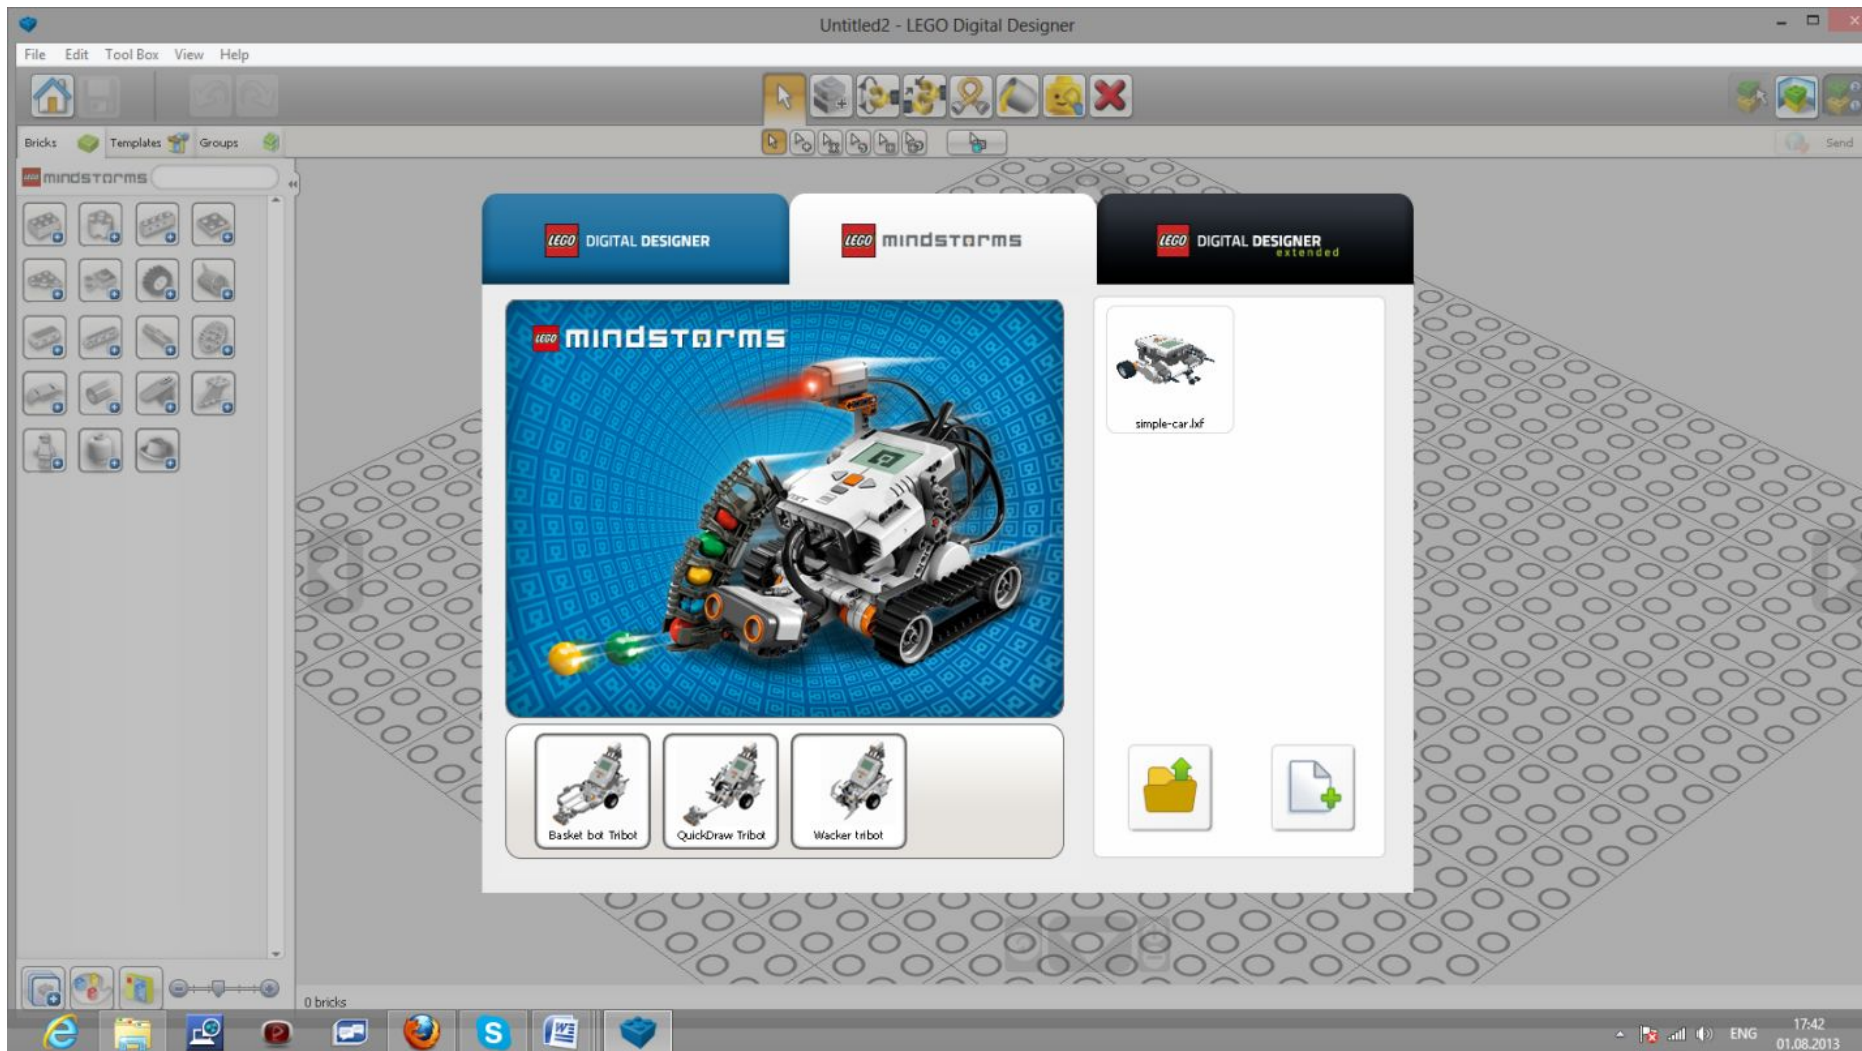 Untitled2 - LEGO Digital Designer
File Edit Tool Box View Help
Bricks Templates Groups
Send
LEGO mindstorms
LEGO DIGITAL DESIGNER
LEGO mindstorms
LEGO DIGITAL DESIGNER
extended
LEGO mindstorms
NXT
simple-car.lxf
Basket bot Tribot
QuickDraw Tribot
Wacker tribot
0 bricks
ENG
17:42
01.08.2013